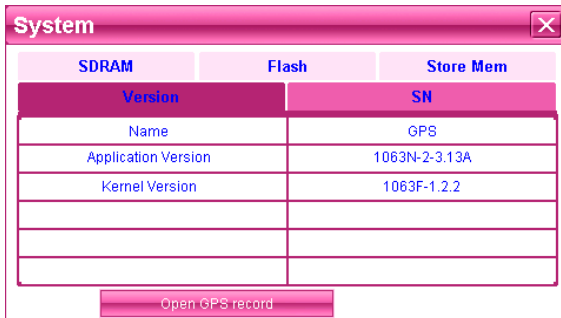 System
SDRAM Flash Store Mem
Version SN
Name GPS
Application Version 1063N-2-3.13A
Kernel Version 1063F-1.2.2
Open GPS record